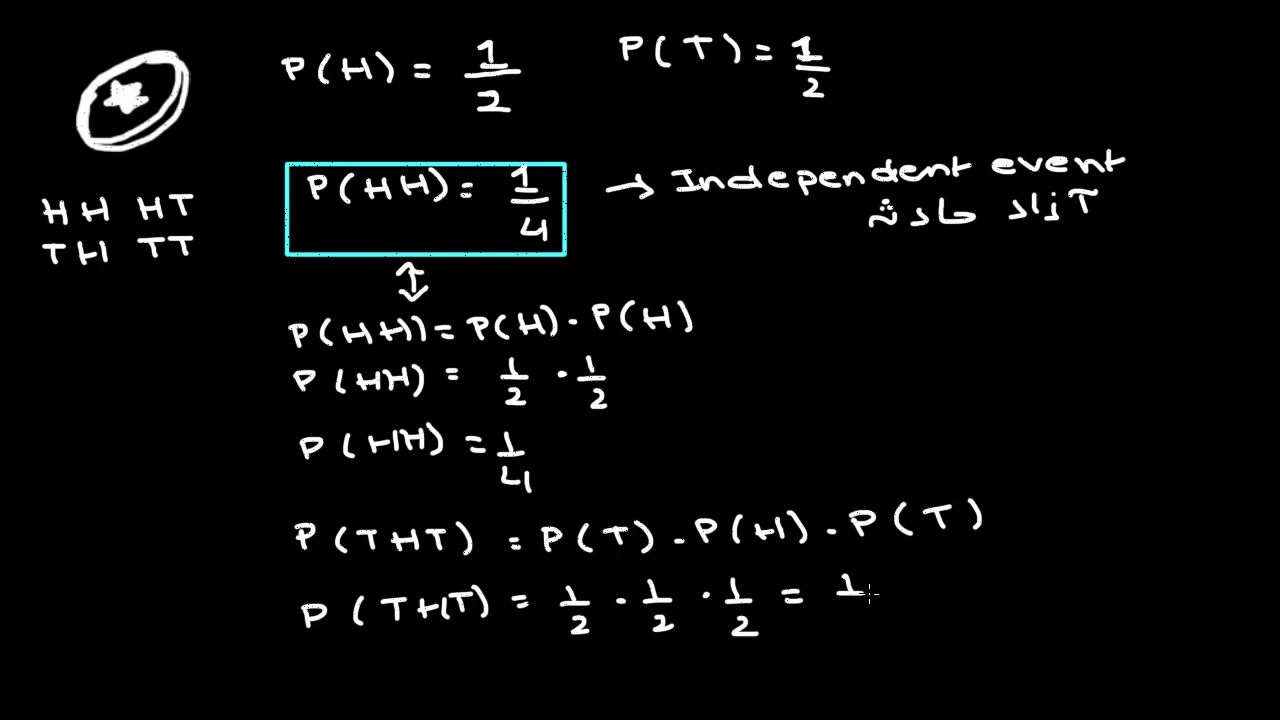 P(H) = 1/2 P(T) = 1/2
P(HH) = 1/4 → Independent event
آزاد حادثہ
HH HT
TH TT
P(HH) = P(H) · P(H)
P(HH) = 1/2 · 1/2
P(HH) = 1/4
P(THT) = P(T) · P(H) · P(T)
P(THT) = 1/2 · 1/2 · 1/2 = 1